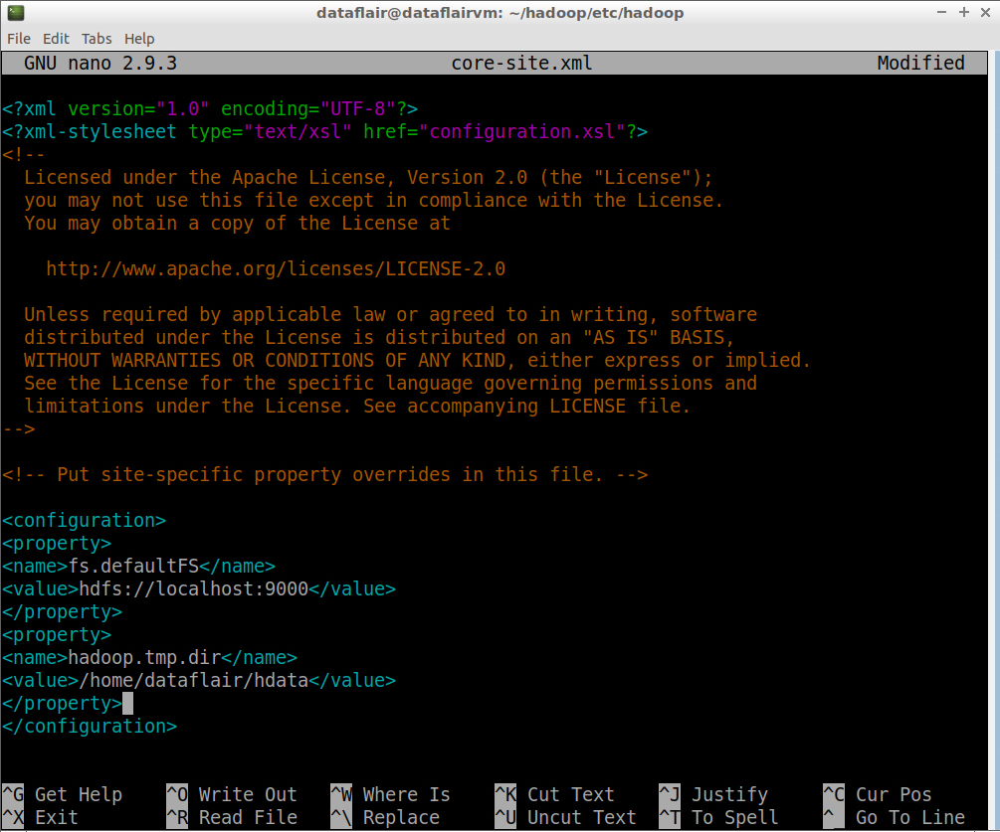 dataflair@dataflairvm: ~/hadoop/etc/hadoop
File Edit Tabs Help
GNU nano 2.9.3 core-site.xml Modified
<?xml version="1.0" encoding="UTF-8"?>
<?xml-stylesheet type="text/xsl" href="configuration.xsl"?>
<!--
Licensed under the Apache License, Version 2.0 (the "License");
you may not use this file except in compliance with the License.
You may obtain a copy of the License at
http://www.apache.org/licenses/LICENSE-2.0
Unless required by applicable law or agreed to in writing, software
distributed under the License is distributed on an "AS IS" BASIS,
WITHOUT WARRANTIES OR CONDITIONS OF ANY KIND, either express or implied.
See the License for the specific language governing permissions and
limitations under the License. See accompanying LICENSE file.
-->
<!-- Put site-specific property overrides in this file. -->
<configuration>
<property>
<name>fs.defaultFS</name>
<value>hdfs://localhost:9000</value>
</property>
<property>
<name>hadoop.tmp.dir</name>
<value>/home/dataflair/hdata</value>
</property>
</configuration>
^G Get Help ^O Write Out ^W Where Is ^K Cut Text ^J Justify ^C Cur Pos
^X Exit ^R Read File ^\ Replace ^U Uncut Text ^T To Spell ^_ Go To Line